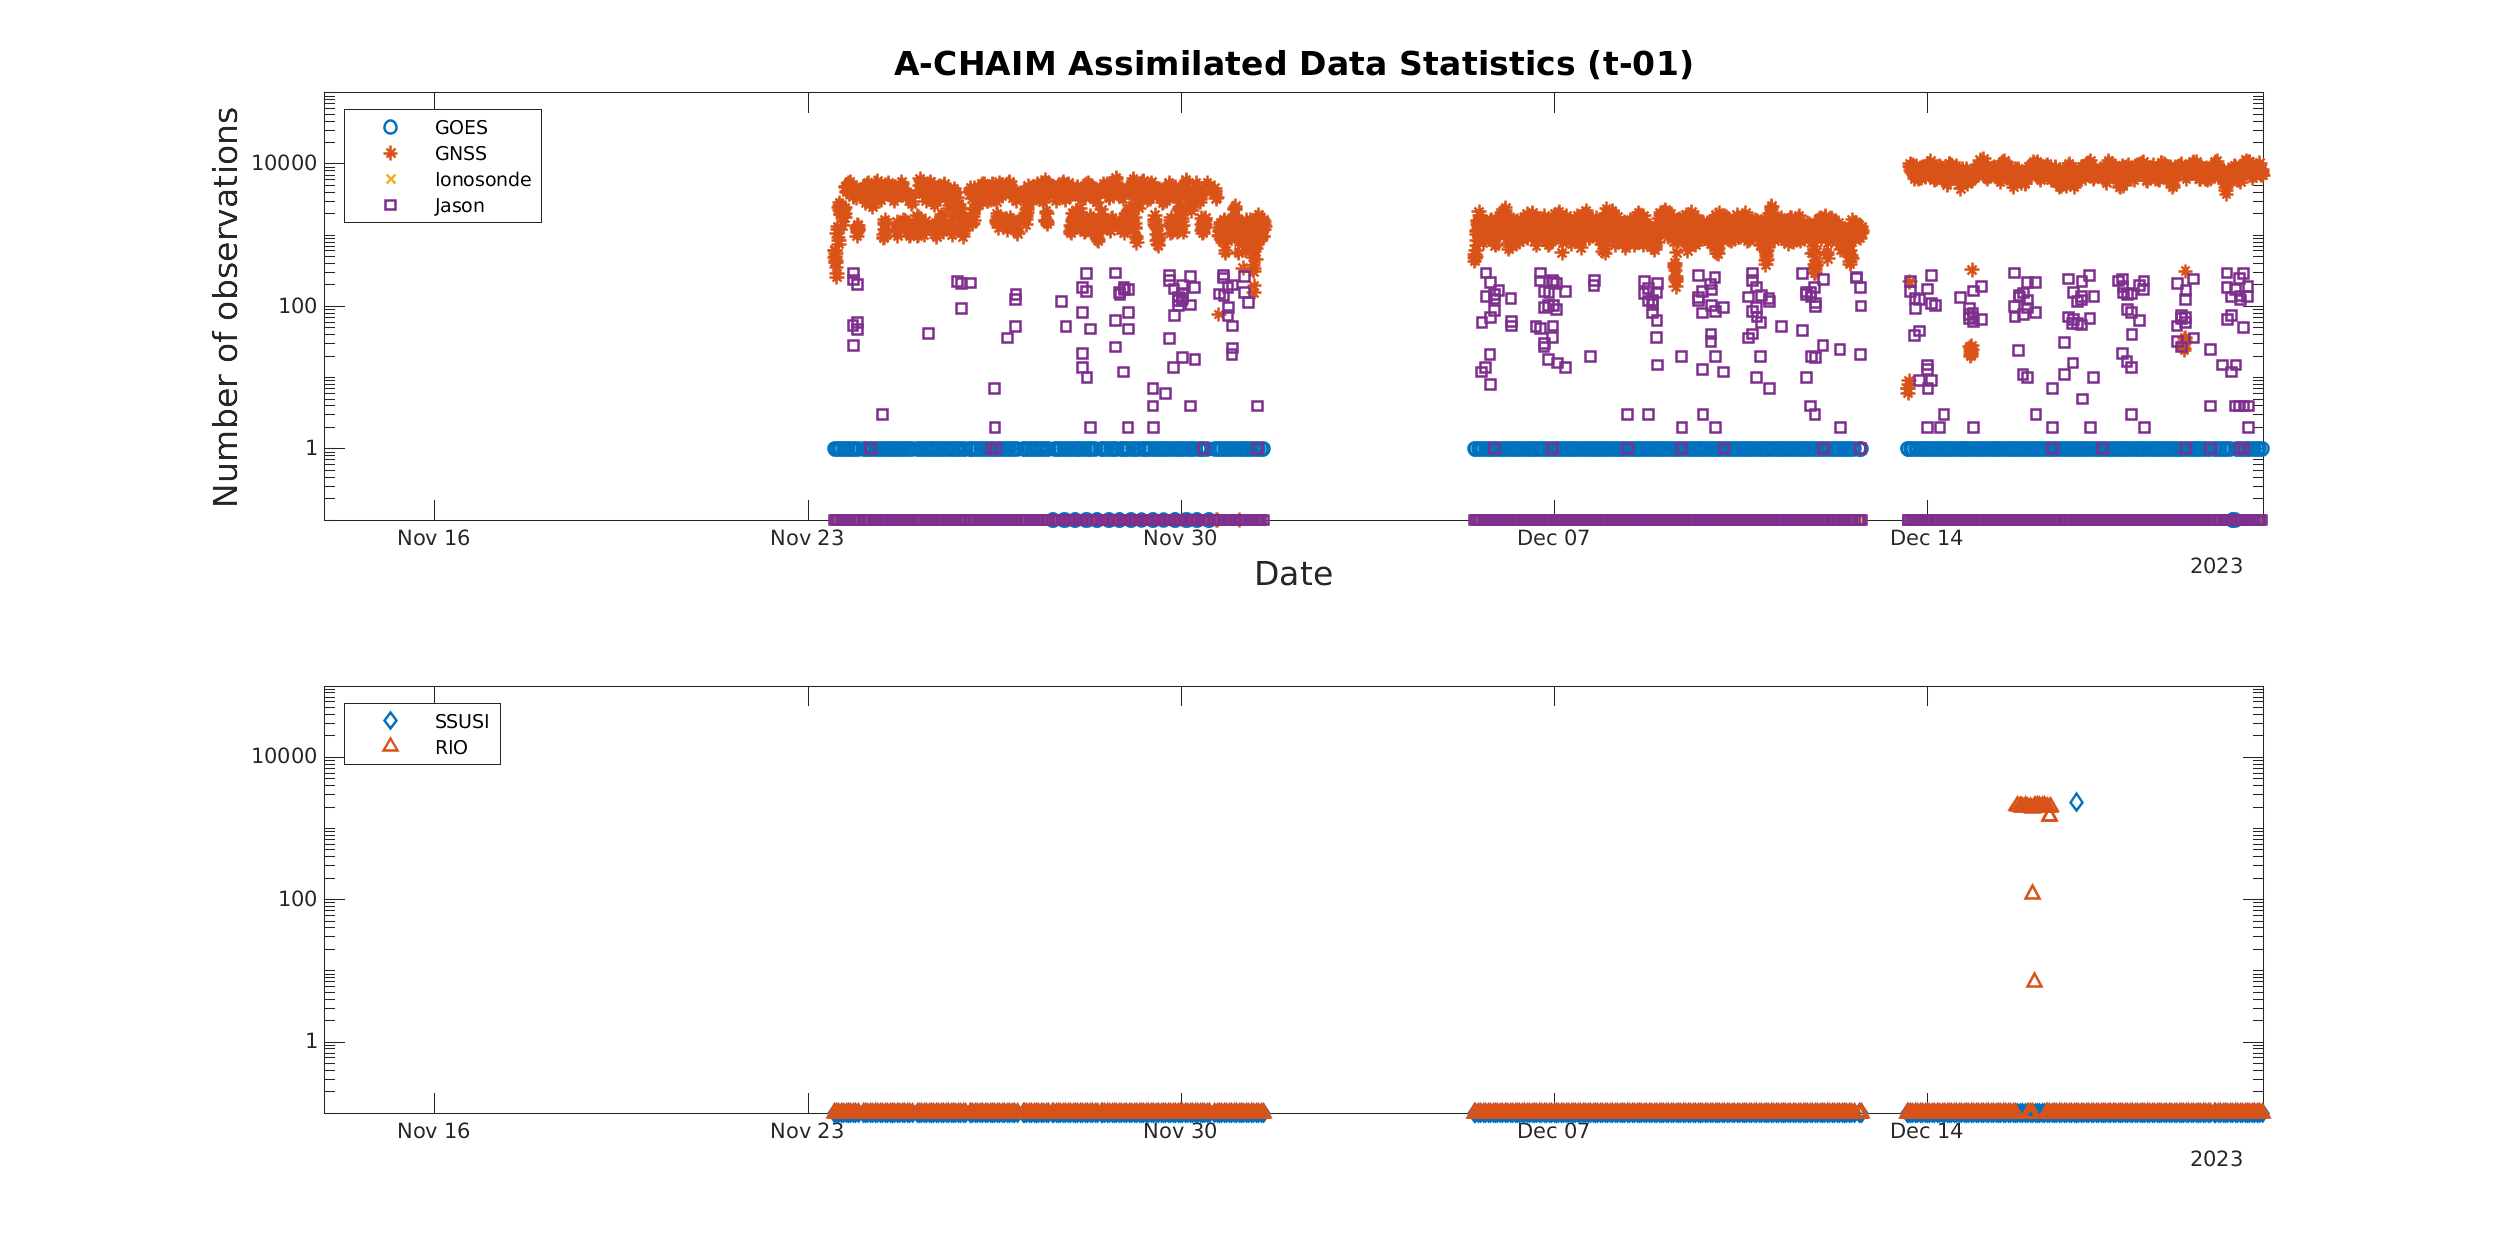 A-CHAIM Assimilated Data Statistics (t-01)
Number of observations
GOES
GNSS
Ionosonde
Jason
10000
100
1
Nov 16 Nov 23 Nov 30 Dec 07 Dec 14
2023
Date
SSUSI
RIO
10000
100
1
Nov 16 Nov 23 Nov 30 Dec 07 Dec 14
2023